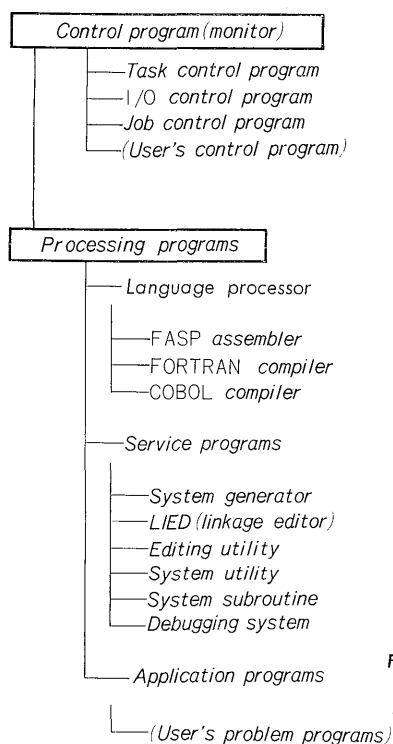 Control program (monitor)
Task control program
I/O control program
Job control program
(User's control program)
Processing programs
Language processor
FASP assembler
FORTRAN compiler
COBOL compiler
Service programs
System generator
LIED (linkage editor)
Editing utility
System utility
System subroutine
Debugging system
F
Application programs
(User's problem programs)